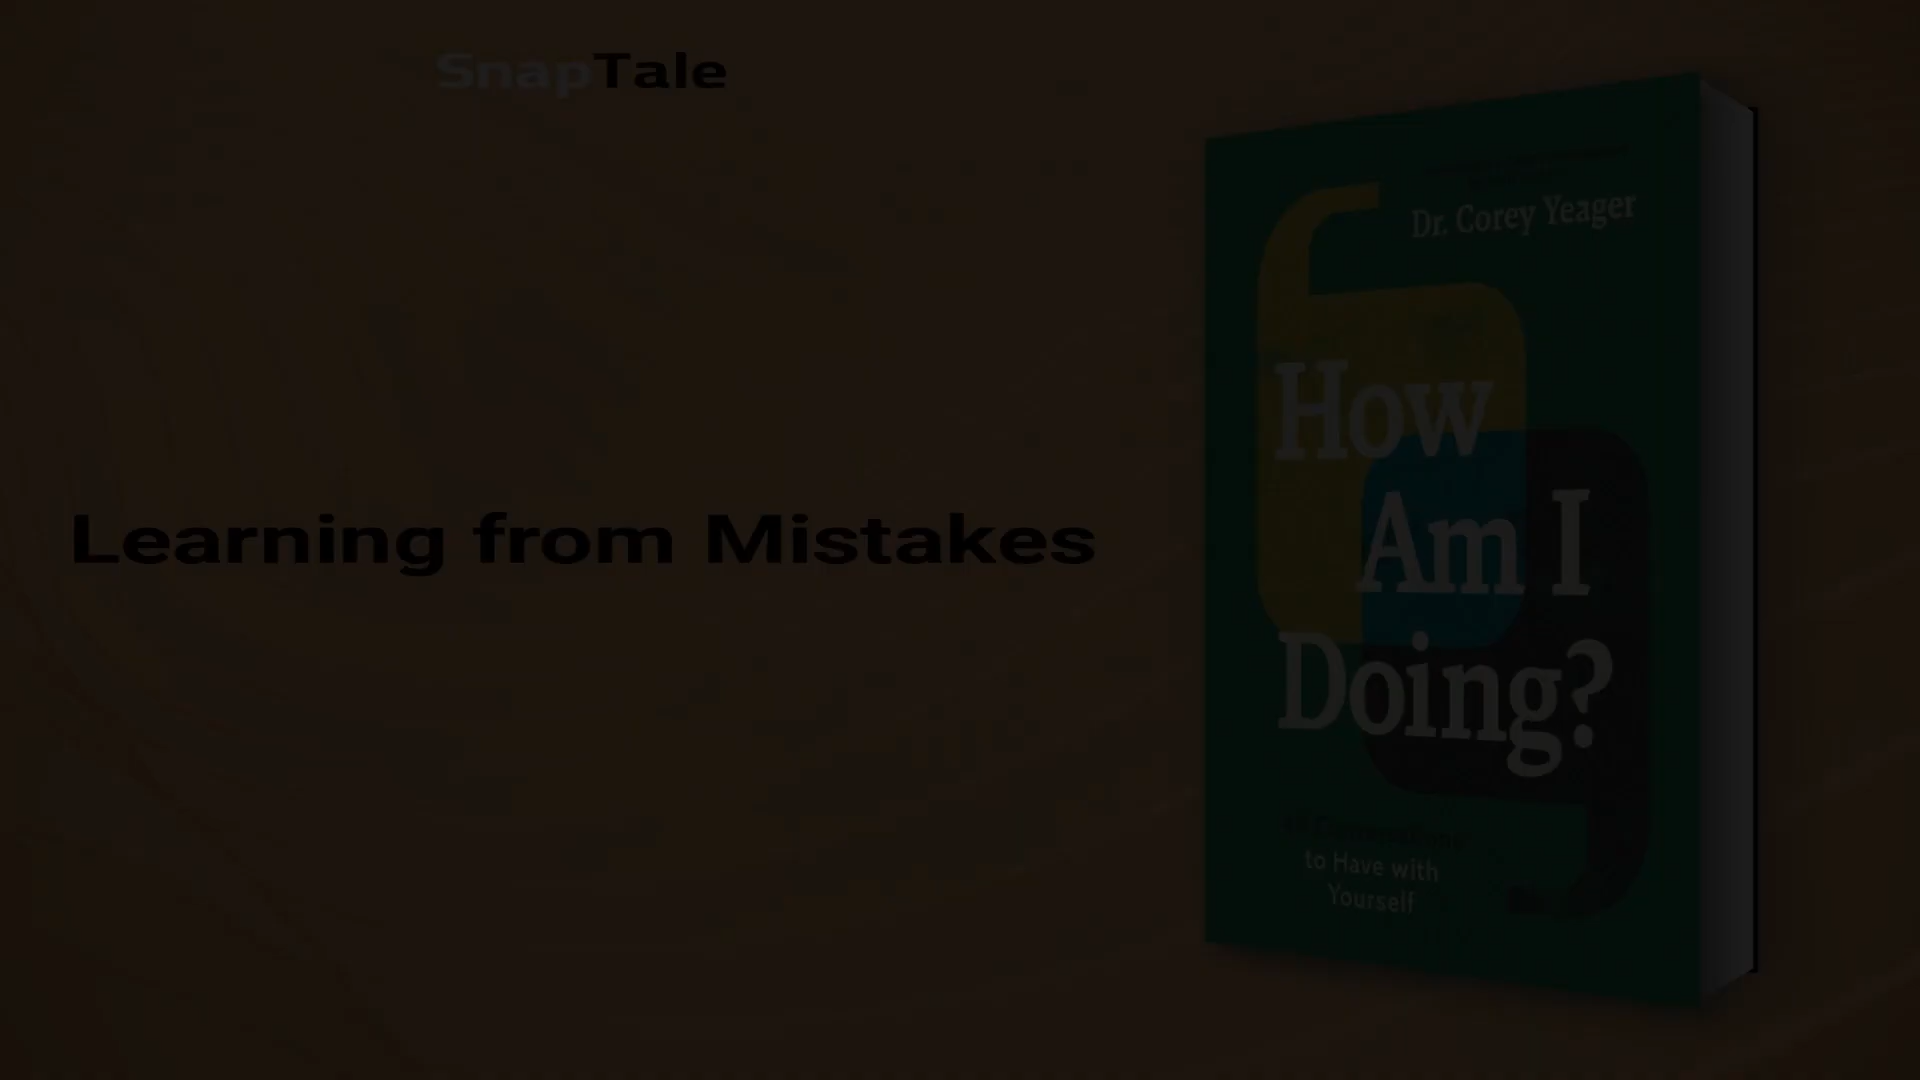 SnapTale
Learning from Mistakes
Dr. Corey Yeager
How
Am I
Doing?
to Have with
Yourself